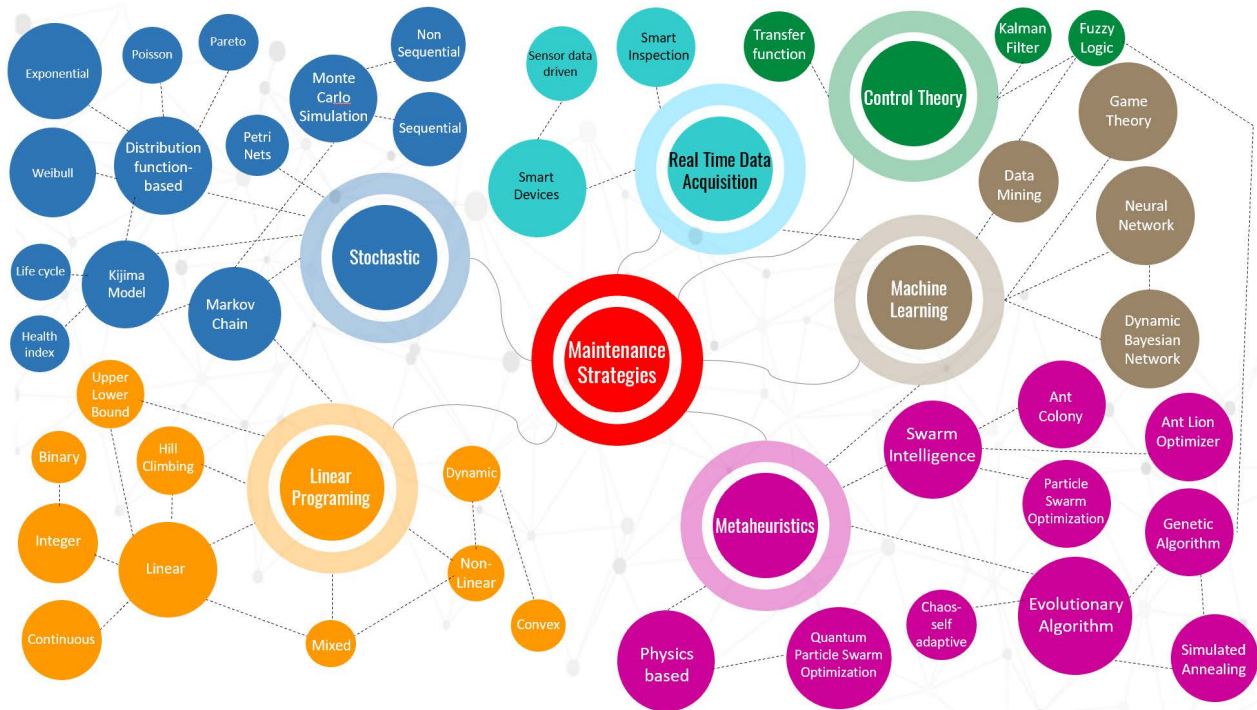 Exponential
Poisson
Pareto
Non
Sequential
Monte
Carlo
Simulation
Sequential
Petri
Nets
Distribution
function-
based
Weibull
Stochastic
Life cycle
Kijima
Model
Health
index
Markov
Chain
Sensor data
driven
Smart
Inspection
Smart
Devices
Real Time Data
Acquisition
Transfer
function
Control Theory
Kalman
Filter
Fuzzy
Logic
Game
Theory
Data
Mining
Neural
Network
Machine
Learning
Dynamic
Bayesian
Network
Maintenance
Strategies
Upper
Lower
Bound
Binary
Hill
Climbing
Linear
Programing
Dynamic
Integer
Linear
Non-
Linear
Continuous
Mixed
Convex
Ant
Colony
Swarm
Intelligence
Ant Lion
Optimizer
Particle
Swarm
Optimization
Metaheuristics
Genetic
Algorithm
Chaos-
self
adaptive
Evolutionary
Algorithm
Physics
based
Quantum
Particle Swarm
Optimization
Simulated
Annealing